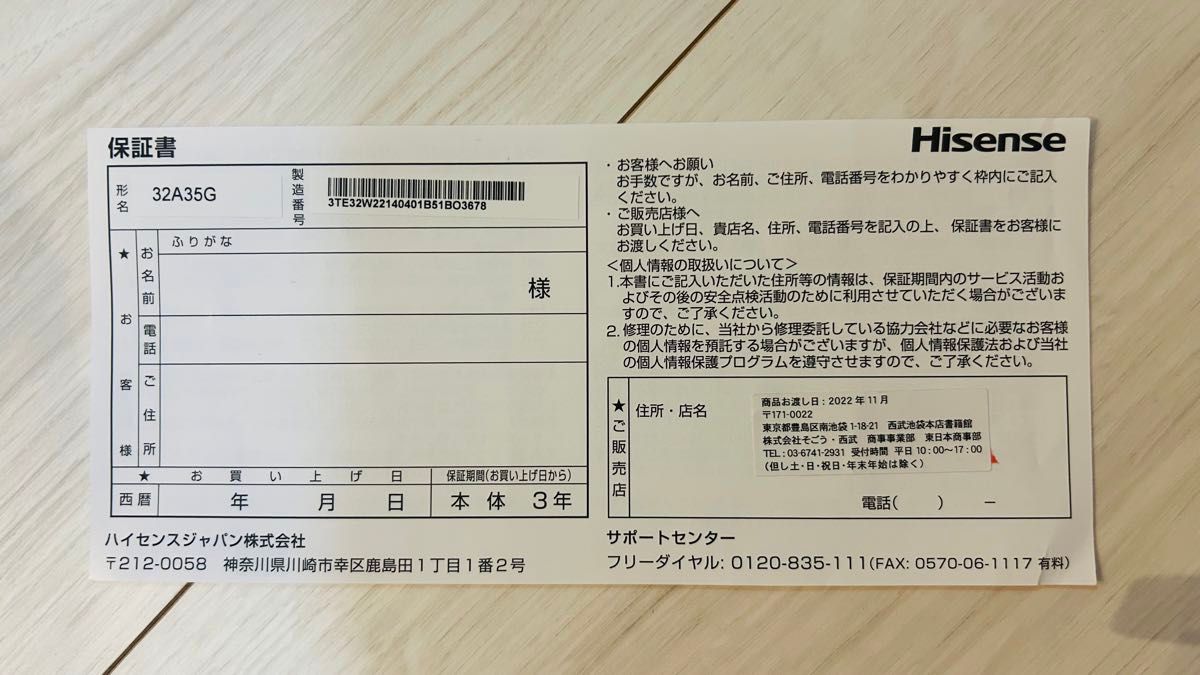 保証書
形名 32A35G 製造番号 3TE32W22140401B51BO3678
★お客様
お名前 ふりがな
様
電話
ご住所
★ お買い上げ日 保証期間(お買い上げ日から)
西暦 年 月 日 本体 3年
ハイセンスジャパン株式会社
〒212-0058 神奈川県川崎市幸区鹿島田1丁目1番2号
Hisense
・お客様へお願い
お手数ですが、お名前、ご住所、電話番号をわかりやすく枠内にご記入
ください。
・ご販売店様へ
お買い上げ日、貴店名、住所、電話番号を記入の上、保証書をお客様に
お渡しください。
＜個人情報の取扱いについて＞
1.本書にご記入いただいた住所等の情報は、保証期間内のサービス活動お
よびその後の安全点検活動のために利用させていただく場合がございま
すので、ご了承ください。
2.修理のために、当社から修理委託している協力会社などに必要なお客様
の個人情報を預託する場合がございますが、個人情報保護法および当社
の個人情報保護プログラムを遵守させますので、ご了承ください。
★ご販売店
住所・店名
商品お渡し日：2022年11月
〒171-0022
東京都豊島区南池袋1-18-21 西武池袋本店書籍館
株式会社そごう・西武 商事事業部 東日本商事部
TEL：03-6741-2931 受付時間 平日10：00～17：00
(但し土・日・祝日・年末年始は除く)
電話( ) －
サポートセンター
フリーダイヤル: 0120-835-111(FAX: 0570-06-1117 有料)